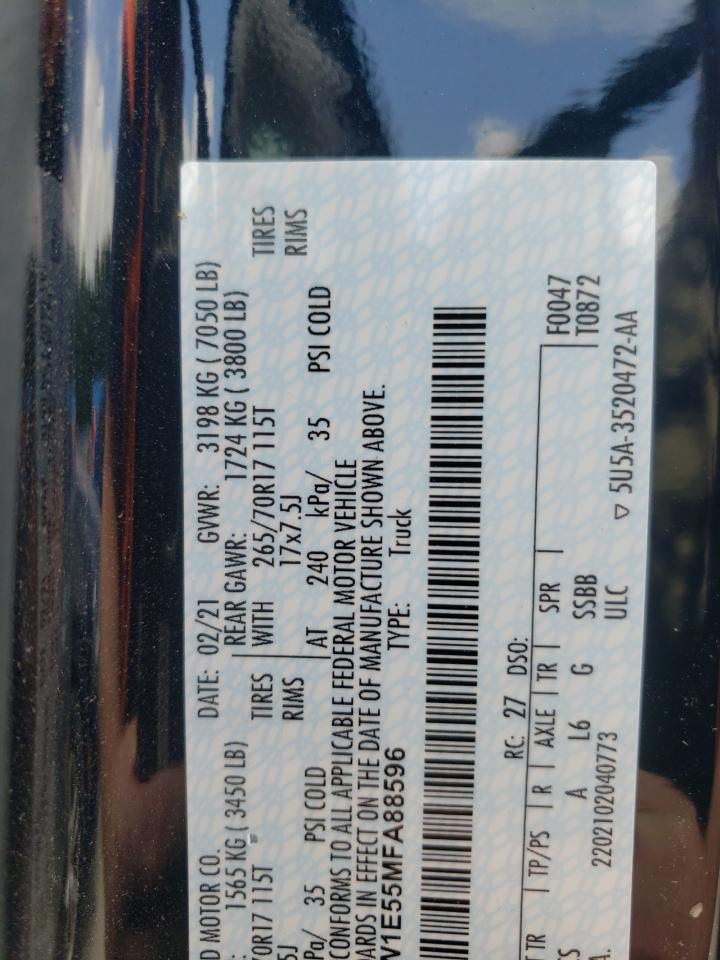 D MOTOR CO. DATE: 02/21 GVWR: 3198 KG ( 7050 LB)
: 1565 KG ( 3450 LB) REAR GAWR: 1724 KG ( 3800 LB)
70R17 115T TIRES WITH 265/70R17 115T TIRES
5J RIMS 17x7.5J RIMS
Pa/ 35 PSI COLD AT 240 kPa/ 35 PSI COLD
CONFORMS TO ALL APPLICABLE FEDERAL MOTOR VEHICLE
ARDS IN EFFECT ON THE DATE OF MANUFACTURE SHOWN ABOVE.
V1E55MFA88596 TYPE: Truck
RC: 27 DSO:
T TR TP/PS R AXLE TR SPR F0047
CS A L6 G SSBB T0872
A. 2202102040773 ULC ▽ 5U5A-3520472-AA